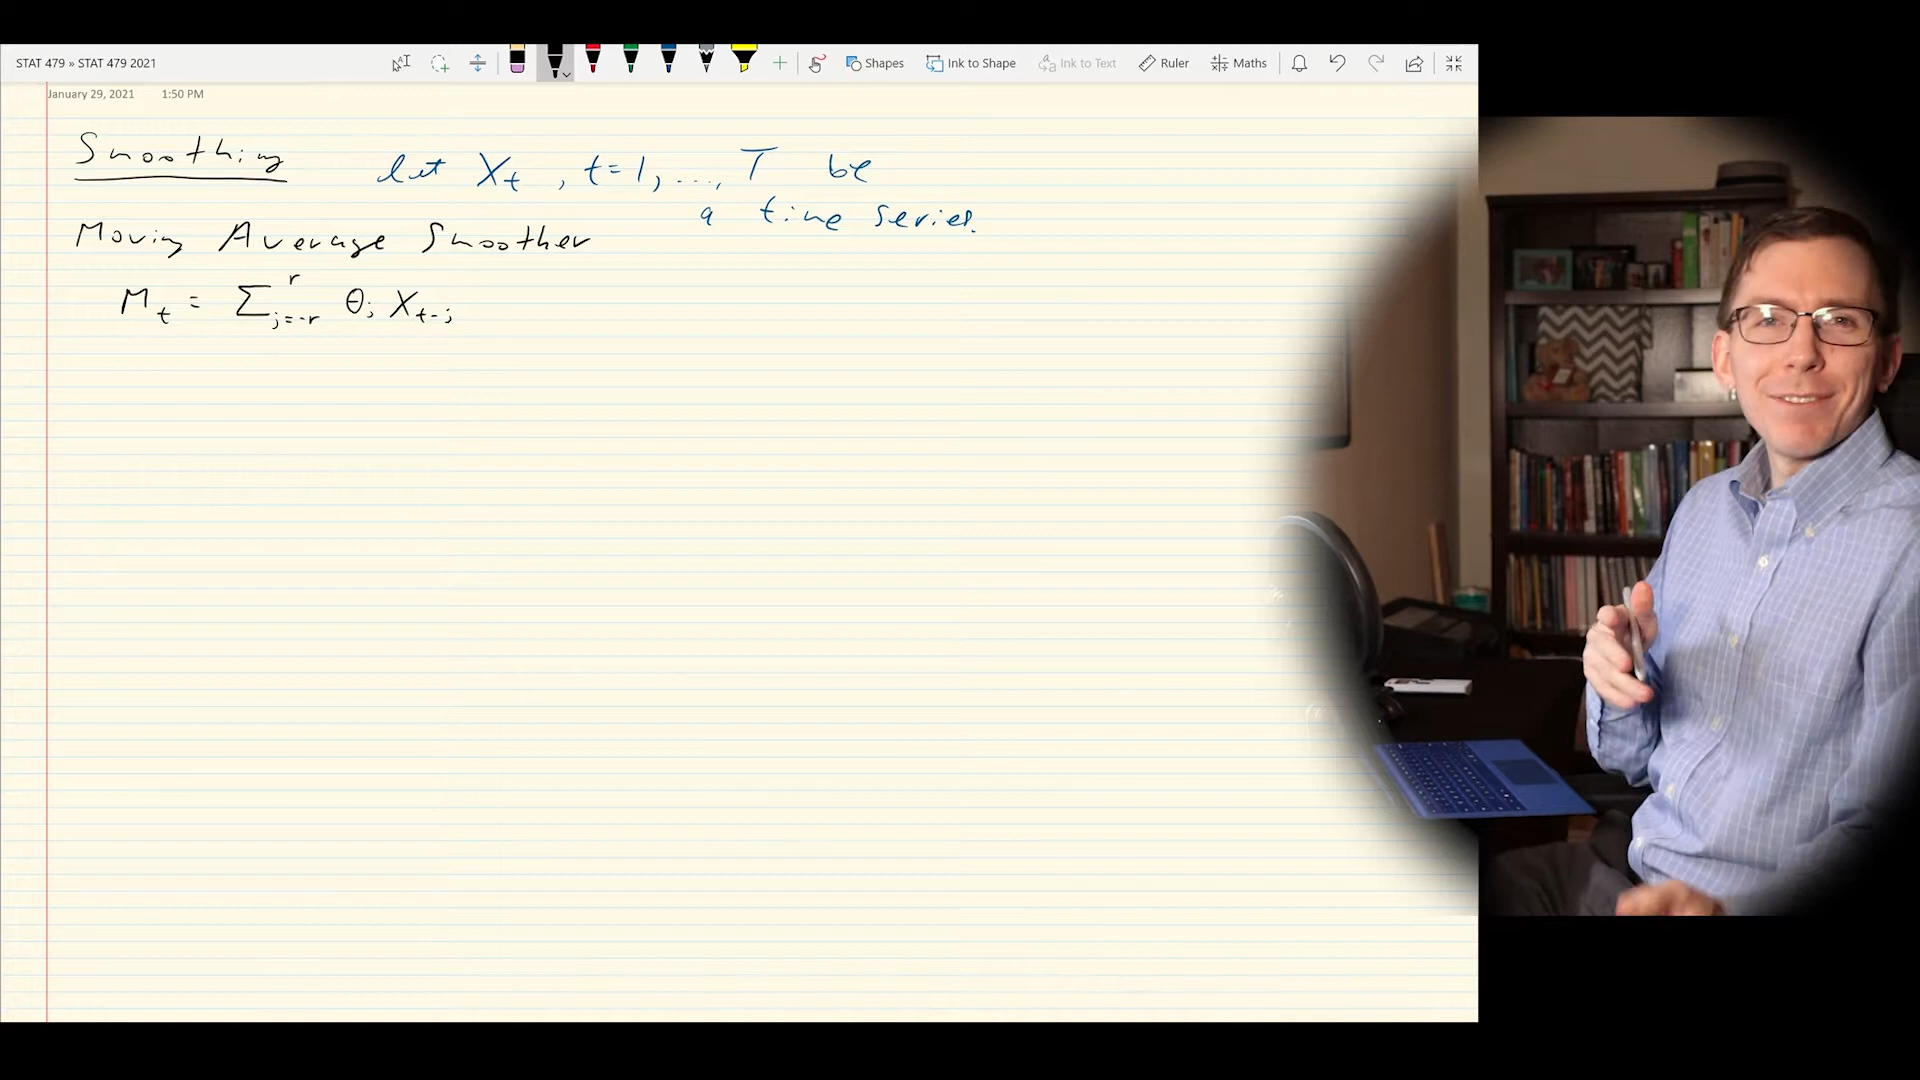 STAT 479 » STAT 479 2021
Shapes Ink to Shape Ink to Text Ruler Maths
January 29, 2021 1:50 PM
Smoothing
let Xₜ, t=1, ..., T be
a time series.
Moving Average Smoother
Mₜ = Σ_{j=-r}^{r} θⱼ X_{t-j}